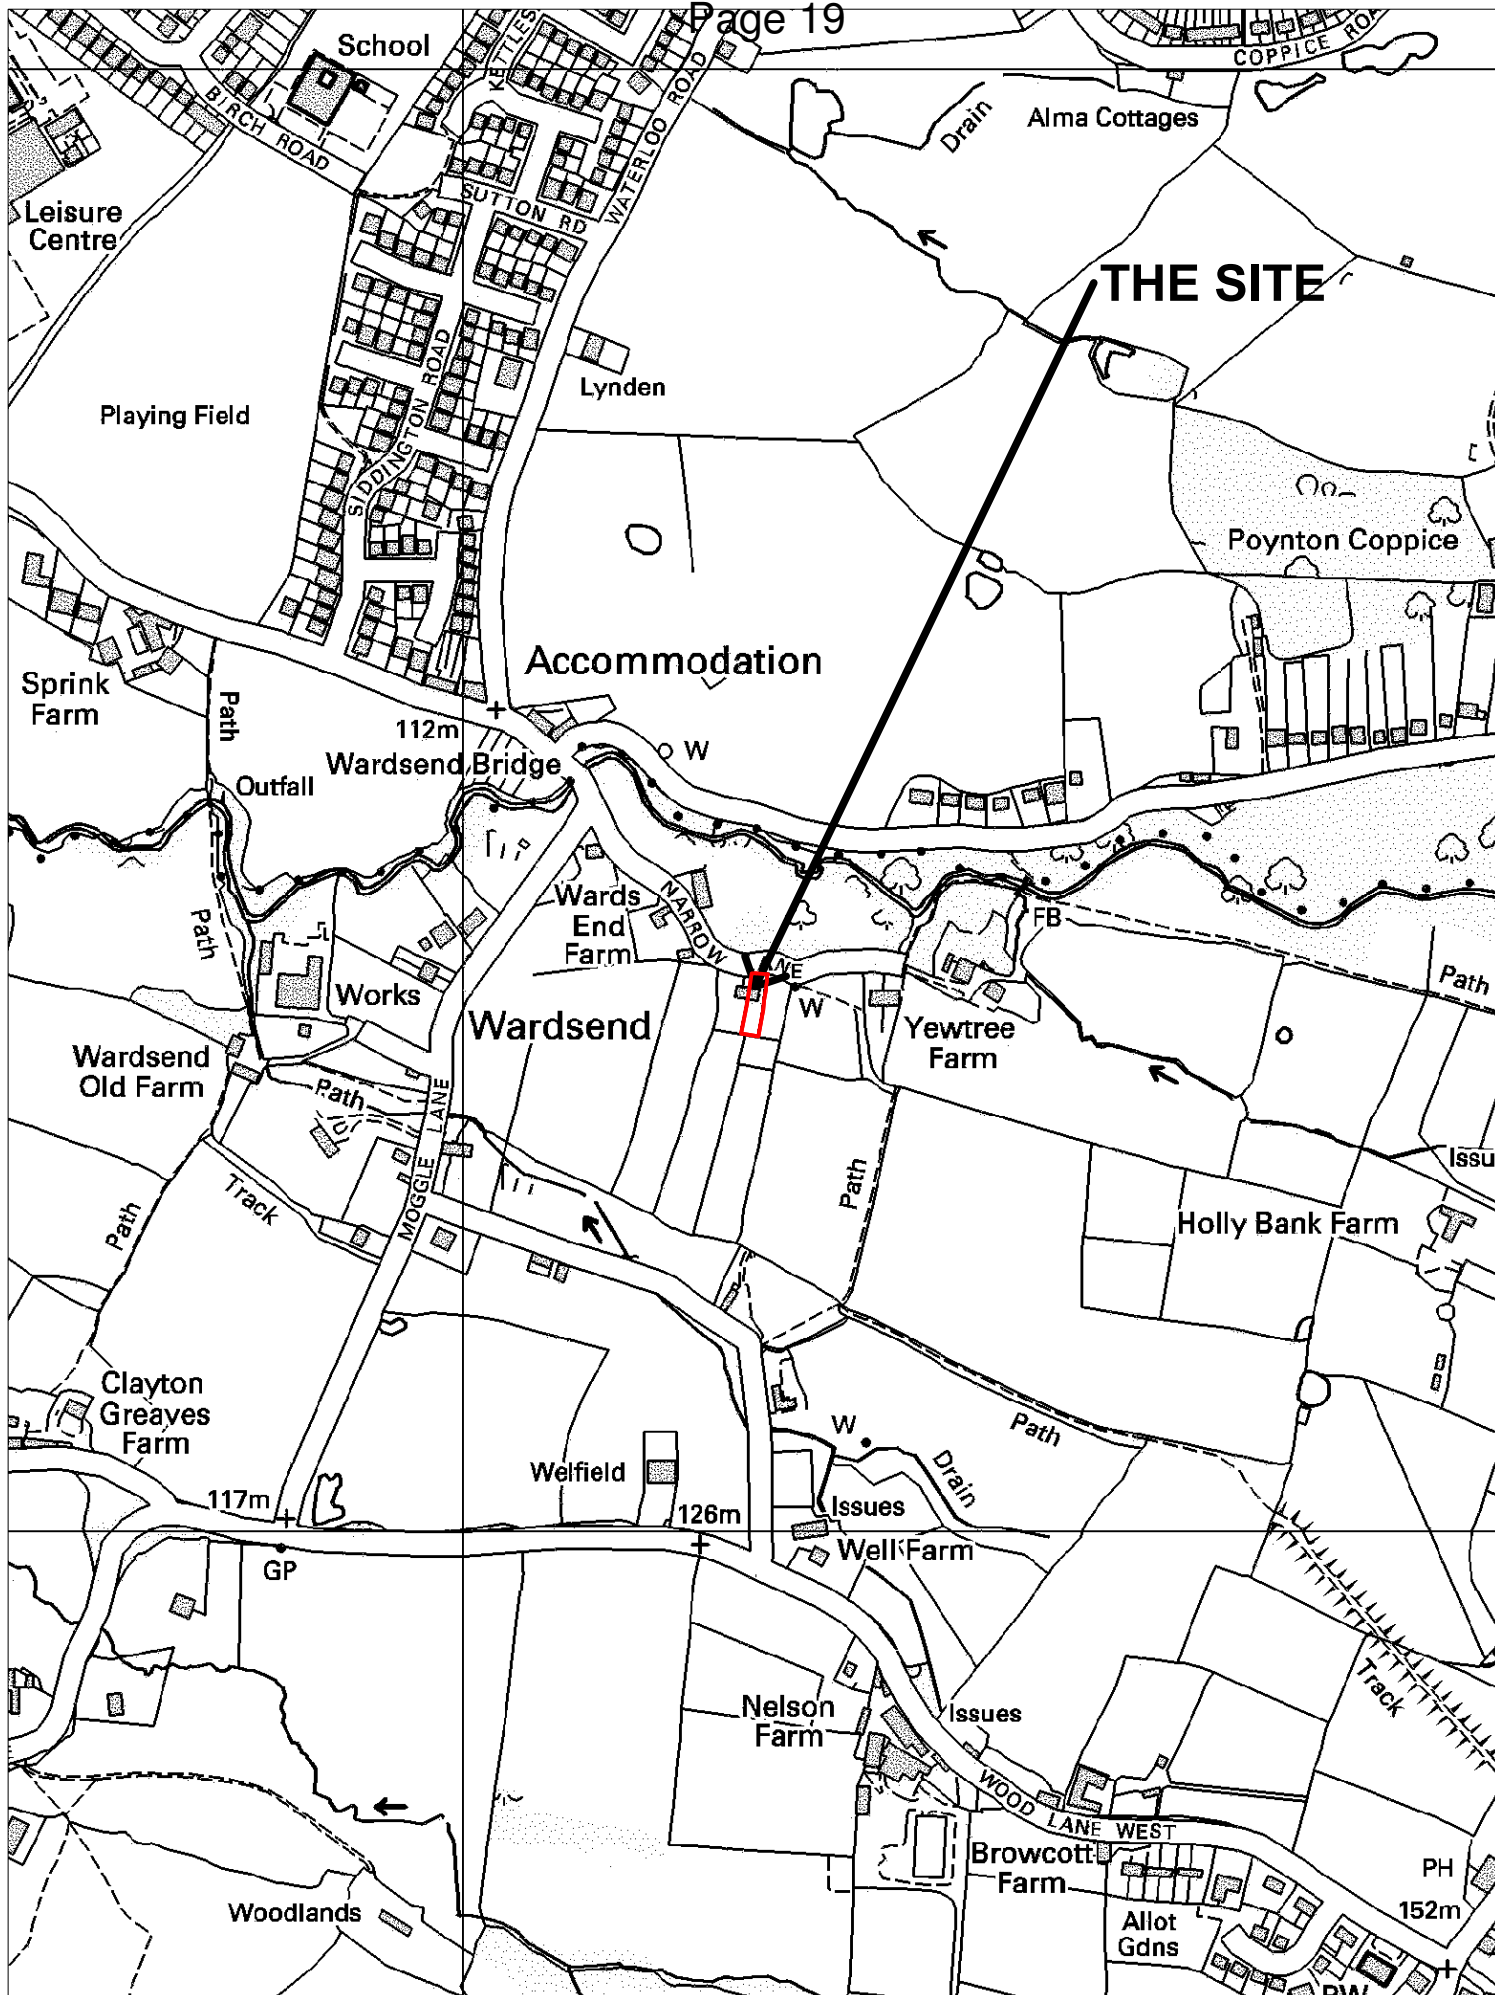 Page 19
School
KETTLES
COPPICE ROA
BIRCH ROAD
WATERLOO ROAD
Drain
Alma Cottages
SUTTON RD
Leisure
Centre
THE SITE
SIDDINGTON ROAD
Lynden
Playing Field
Poynton Coppice
Accommodation
Sprink
Farm
Path
112m
W
Wardsend Bridge
Outfall
Wards
End
Farm
NARROW
ANE
FB
Path
Path
Works
W
Wardsend
Yewtree
Farm
Wardsend
Old Farm
Path
MOGGLE LANE
Issu
Path
Track
Path
Holly Bank Farm
Clayton
Greaves
Farm
W
Path
Drain
Welfield
117m
126m
Issues
Well Farm
GP
Track
Nelson
Farm
Issues
WOOD LANE WEST
Browcott
Farm
PH
Woodlands
152m
Allot
Gdns
PW